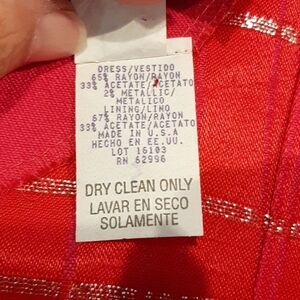 DRESS/VESTIDO
65% RAYON/RAYON
33% ACETATE/ACETATO
2% METALLIC/
METALICO
LINING/LINO
67% RAYON/RAYON
33% ACETATE/ACETATO
MADE IN U.S.A
HECHO EN EE.UU.
LOT 16103
RN 62996
DRY CLEAN ONLY
LAVAR EN SECO
SOLAMENTE